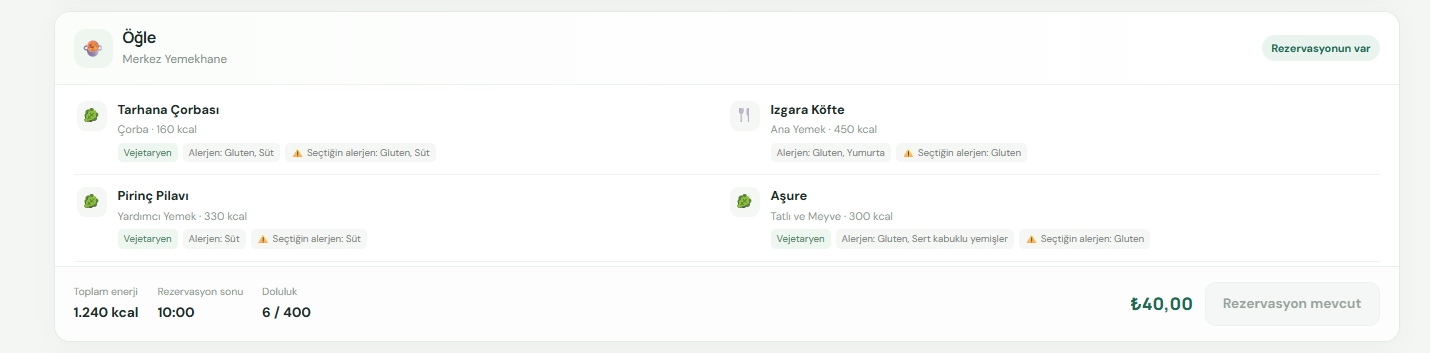 Öğle
Merkez Yemekhane
Rezervasyonun var
Tarhana Çorbası
Çorba · 160 kcal
Vejetaryen
Alerjen: Gluten, Süt
Seçtiğin alerjen: Gluten, Süt
Izgara Köfte
Ana Yemek · 450 kcal
Alerjen: Gluten, Yumurta
Seçtiğin alerjen: Gluten
Pirinç Pilavı
Yardımcı Yemek · 330 kcal
Vejetaryen
Alerjen: Süt
Seçtiğin alerjen: Süt
Aşure
Tatlı ve Meyve · 300 kcal
Vejetaryen
Alerjen: Gluten, Sert kabuklu yemişler
Seçtiğin alerjen: Gluten
Toplam enerji
1.240 kcal
Rezervasyon sonu
10:00
Doluluk
6 / 400
₺40,00
Rezervasyon mevcut